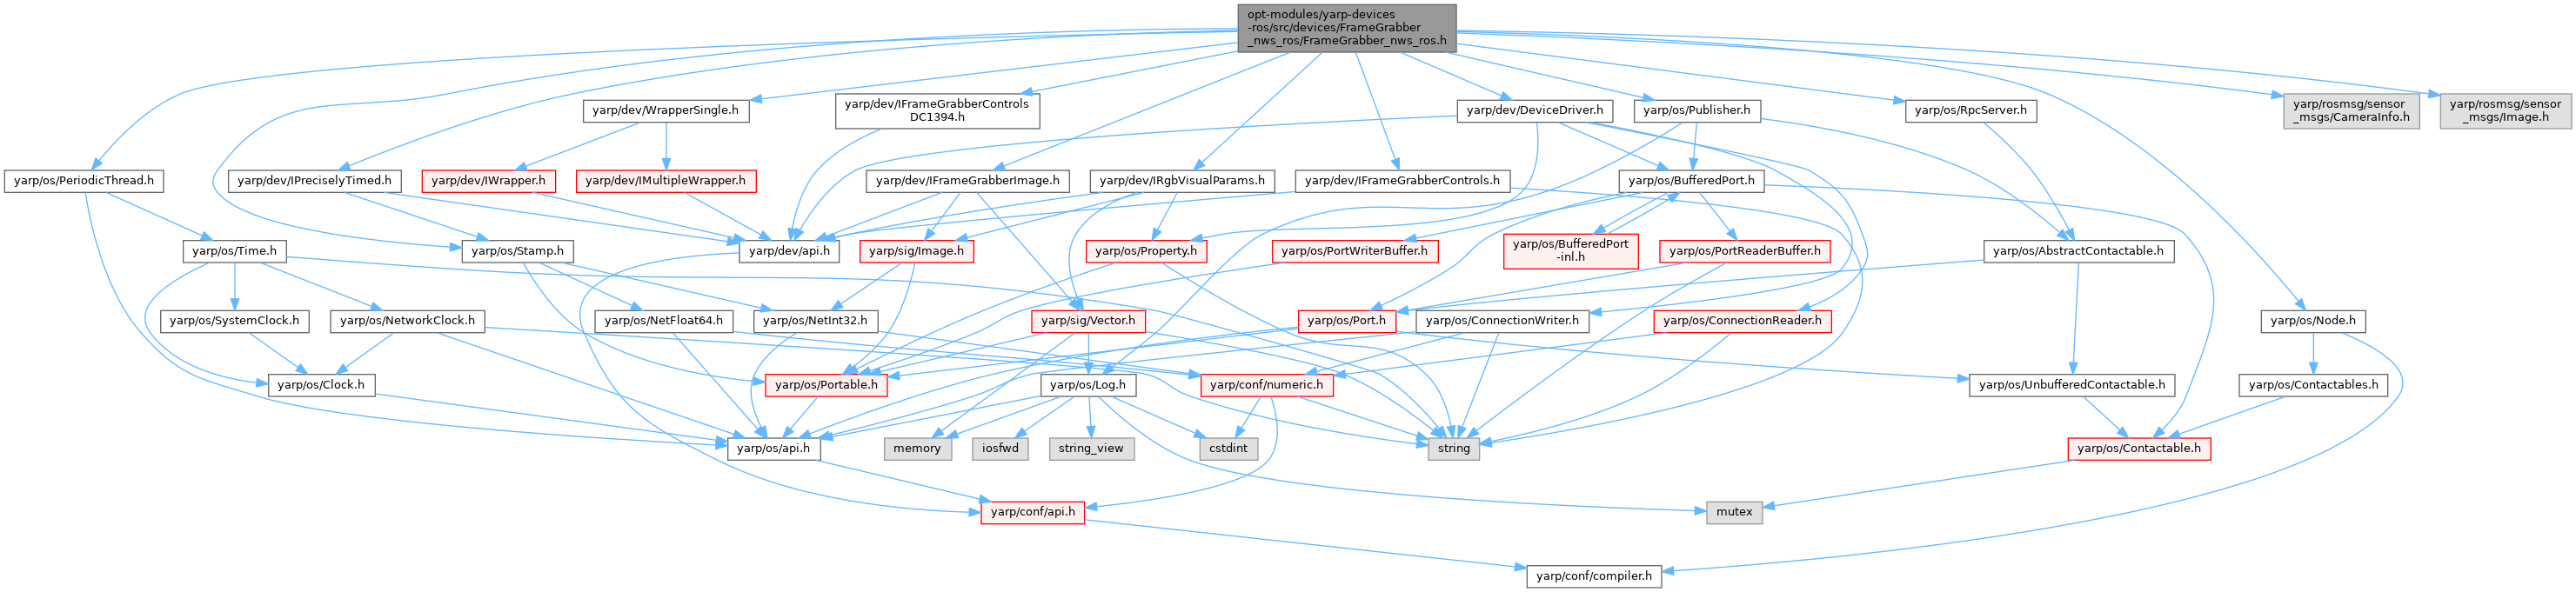 opt-modules/yarp-devices
-ros/src/devices/FrameGrabber
_nws_ros/FrameGrabber_nws_ros.h
yarp/dev/WrapperSingle.h
yarp/dev/IFrameGrabberControls
DC1394.h
yarp/dev/DeviceDriver.h
yarp/os/Publisher.h
yarp/os/RpcServer.h
yarp/rosmsg/sensor
_msgs/CameraInfo.h
yarp/rosmsg/sensor
_msgs/Image.h
yarp/os/PeriodicThread.h
yarp/dev/IPreciselyTimed.h
yarp/dev/IWrapper.h
yarp/dev/IMultipleWrapper.h
yarp/dev/IFrameGrabberImage.h
yarp/dev/IRgbVisualParams.h
yarp/dev/IFrameGrabberControls.h
yarp/os/BufferedPort.h
yarp/os/Time.h
yarp/os/Stamp.h
yarp/dev/api.h
yarp/sig/Image.h
yarp/os/Property.h
yarp/os/PortWriterBuffer.h
yarp/os/BufferedPort
-inl.h
yarp/os/PortReaderBuffer.h
yarp/os/AbstractContactable.h
yarp/os/SystemClock.h
yarp/os/NetworkClock.h
yarp/os/NetFloat64.h
yarp/os/NetInt32.h
yarp/sig/Vector.h
yarp/os/Port.h
yarp/os/ConnectionWriter.h
yarp/os/ConnectionReader.h
yarp/os/Node.h
yarp/os/Clock.h
yarp/os/Portable.h
yarp/os/Log.h
yarp/conf/numeric.h
yarp/os/UnbufferedContactable.h
yarp/os/Contactables.h
yarp/os/api.h
memory
iosfwd
string_view
cstdint
string
yarp/os/Contactable.h
yarp/conf/api.h
mutex
yarp/conf/compiler.h